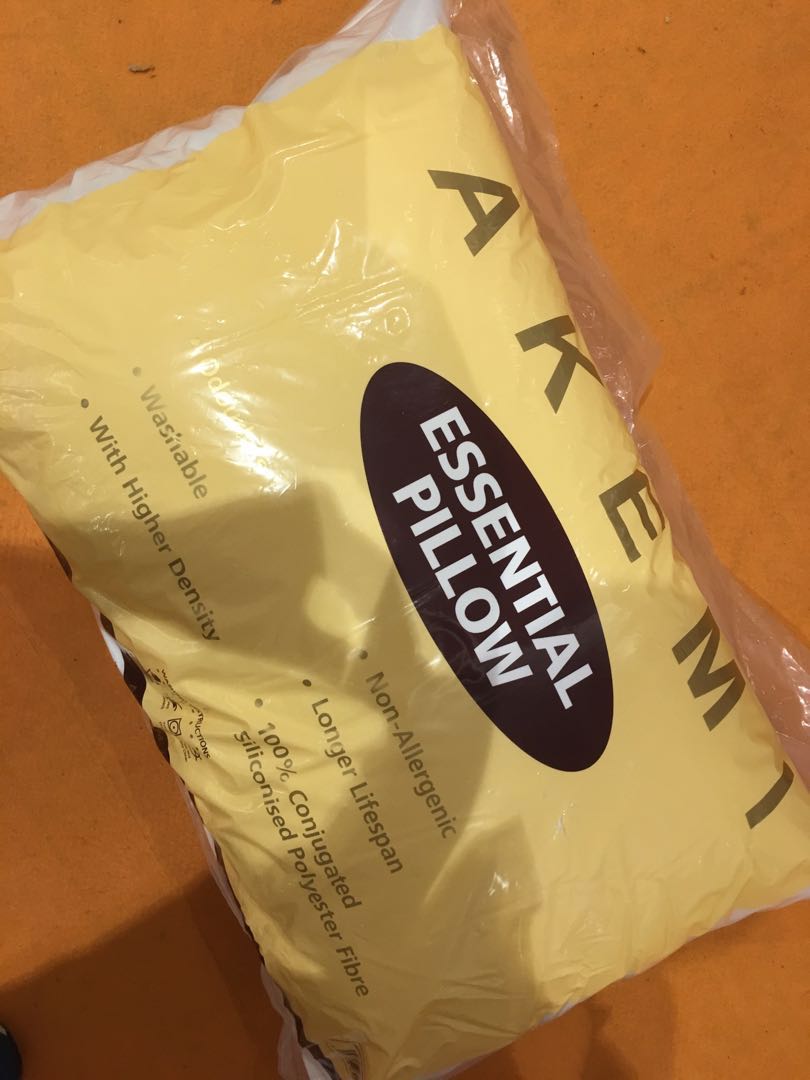 AKEMI
ESSENTIAL
PILLOW
• Washable
• With Higher Density
• Non-Allergenic
• Longer Lifespan
• 100% Conjugated
Siliconised Polyester Fibre